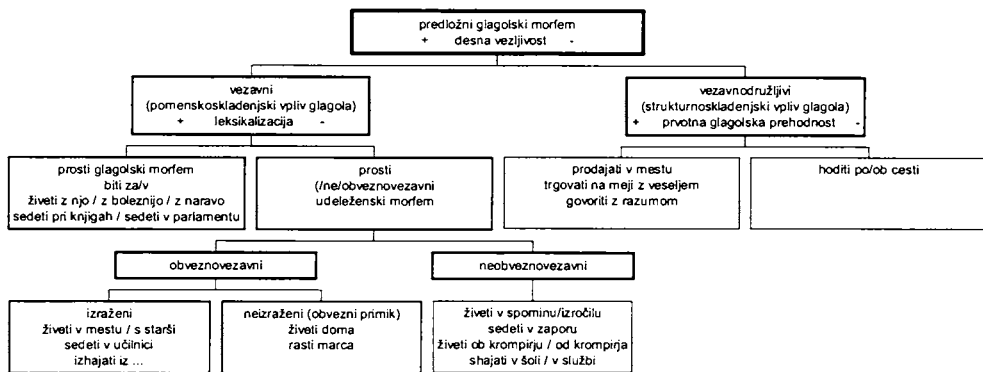 predložni glagolski morfem
+ desna vezljivost -
vezavni
(pomenskoskladenjski vpliv glagola)
+ leksikalizacija -
vezavnodružljivi
(strukturnoskladenjski vpliv glagola)
+ prvotna glagolska prehodnost -
prosti glagolski morfem
biti za/v
živeti z njo / z boleznijo / z naravo
sedeti pri knjigah / sedeti v parlamentu
prosti
(/ne/obveznovezavni
udeleženski morfem
prodajati v mestu
trgovati na meji z veseljem
govoriti z razumom
hoditi po/ob cesti
obveznovezavni
neobveznovezavni
izraženi
živeti v mestu / s starši
sedeti v učilnici
izhajati iz ...
neizraženi (obvezni primik)
živeti doma
rasti marca
živeti v spominu/izročilu
sedeti v zaporu
živeti ob krompirju / od krompirja
shajati v šoli / v službi